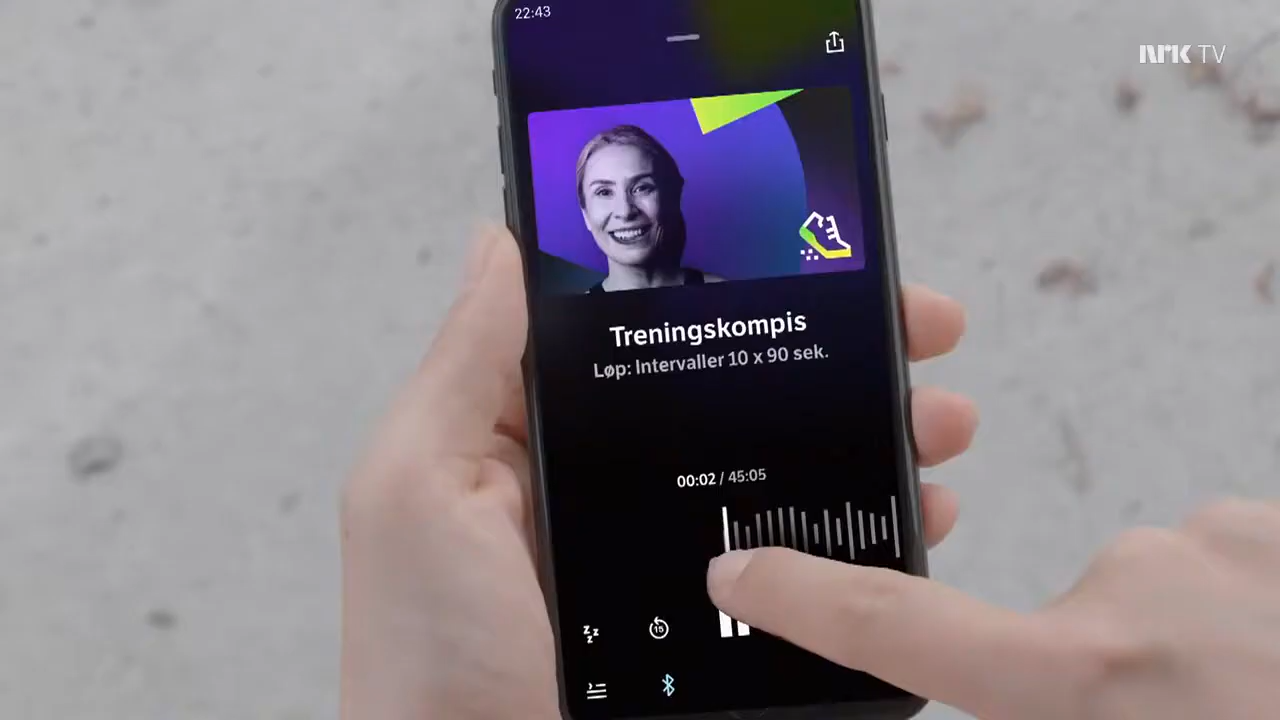 22:43
NRK TV
Treningskompis
Løp: Intervaller 10 x 90 sek.
00:02 / 45:05
z z z
15